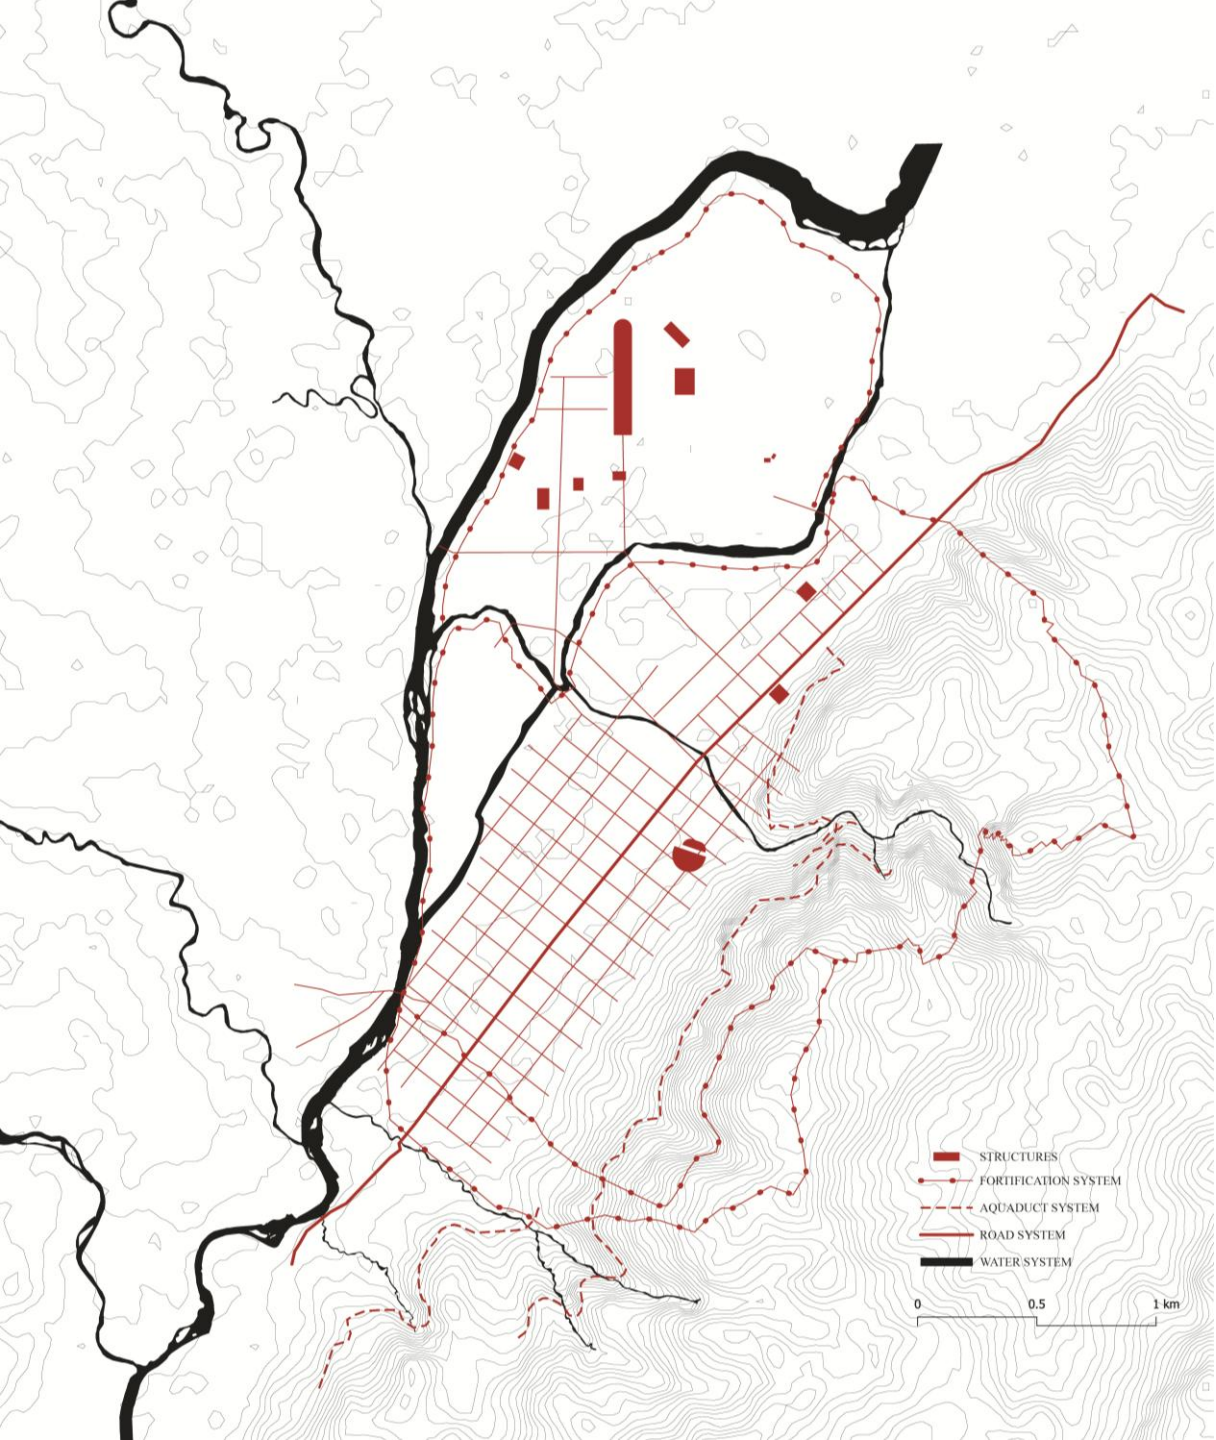 STRUCTURES
FORTIFICATION SYSTEM
AQUADUCT SYSTEM
ROAD SYSTEM
WATER SYSTEM
0 0.5 1 km